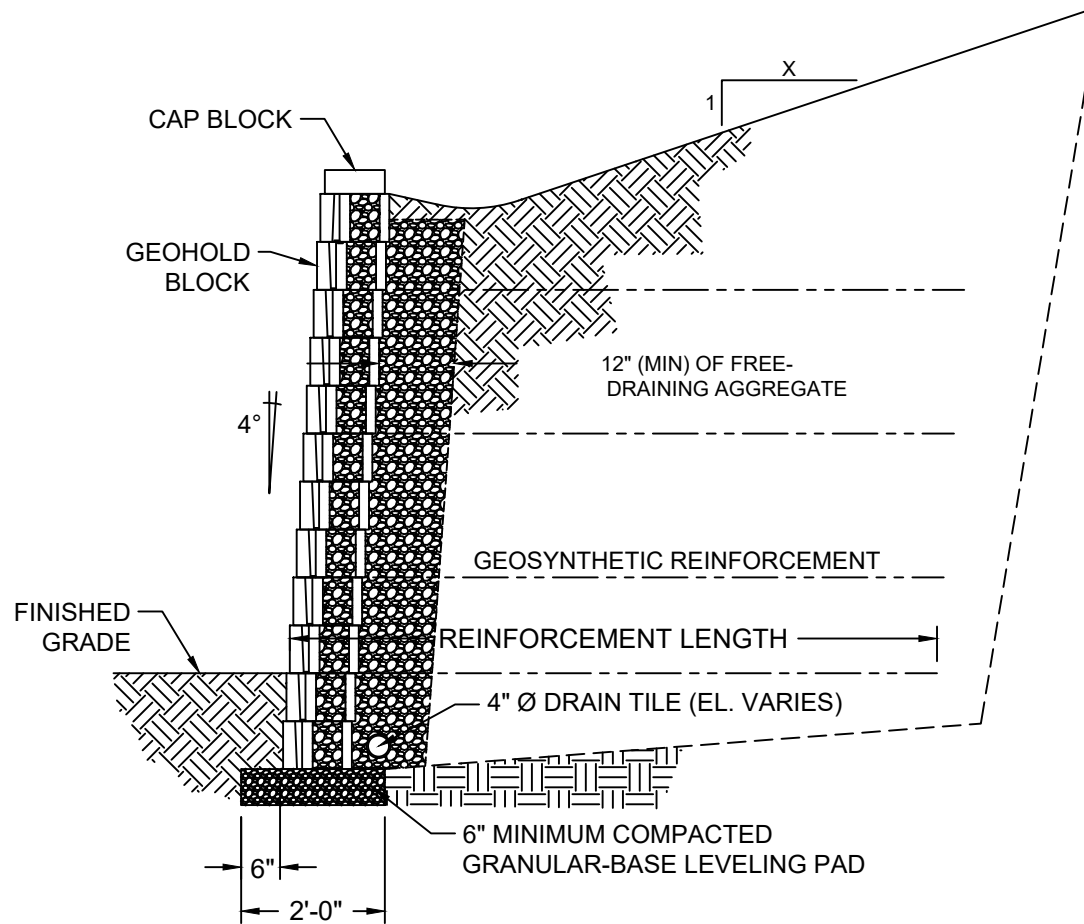 X
1
CAP BLOCK
GEOHOLD
BLOCK
12" (MIN) OF FREE-
DRAINING AGGREGATE
4°
GEOSYNTHETIC REINFORCEMENT
FINISHED
GRADE
REINFORCEMENT LENGTH
4" Ø DRAIN TILE (EL. VARIES)
6" MINIMUM COMPACTED
GRANULAR-BASE LEVELING PAD
6"
2'-0"